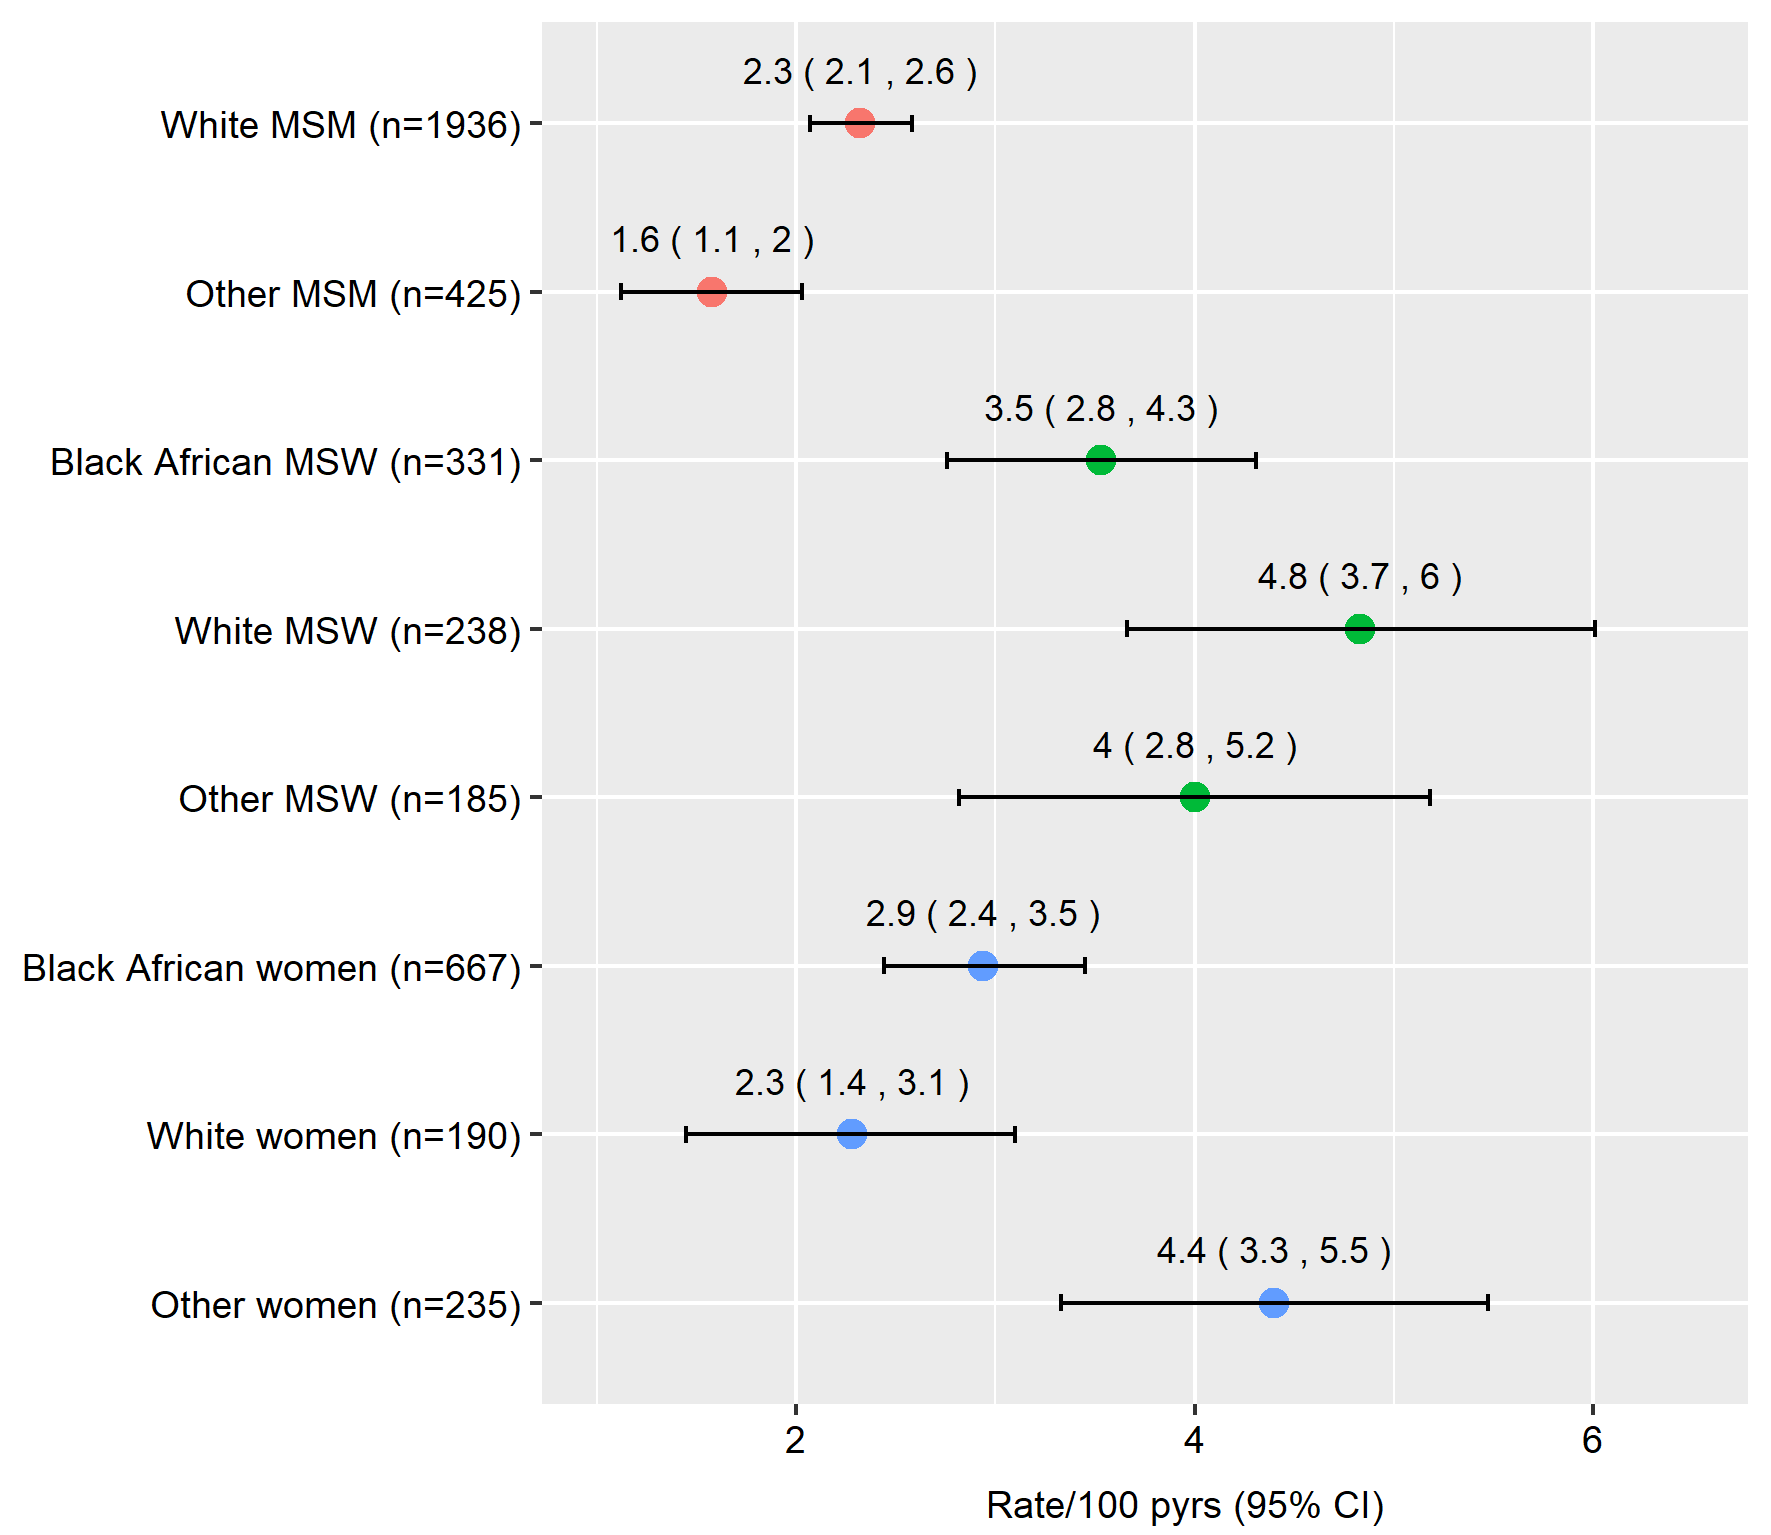 2.3 ( 2.1 , 2.6 )
White MSM (n=1936)
1.6 ( 1.1 , 2 )
Other MSM (n=425)
3.5 ( 2.8 , 4.3 )
Black African MSW (n=331)
4.8 ( 3.7 , 6 )
White MSW (n=238)
4 ( 2.8 , 5.2 )
Other MSW (n=185)
2.9 ( 2.4 , 3.5 )
Black African women (n=667)
2.3 ( 1.4 , 3.1 )
White women (n=190)
4.4 ( 3.3 , 5.5 )
Other women (n=235)
2 4 6
Rate/100 pyrs (95% CI)